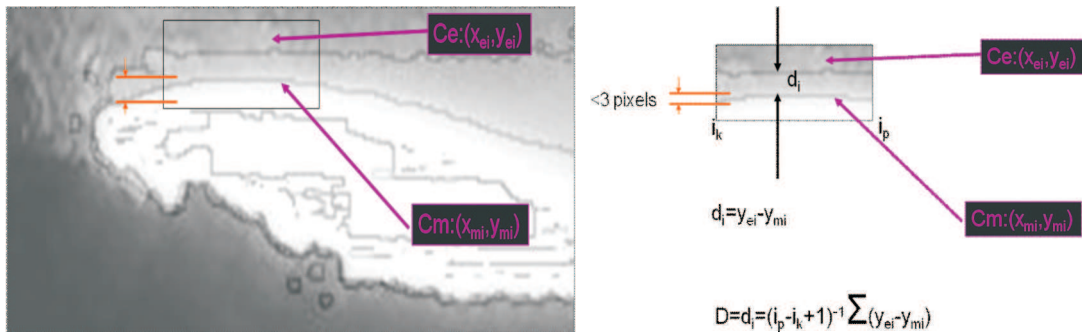 Ce:(xei,yei)
Cm:(xmi,ymi)
Ce:(xei,yei)
di
<3 pixels
ik
ip
Cm:(xmi,ymi)
di=yei-ymi
D=di=(ip-ik+1)⁻¹∑(yei-ymi)